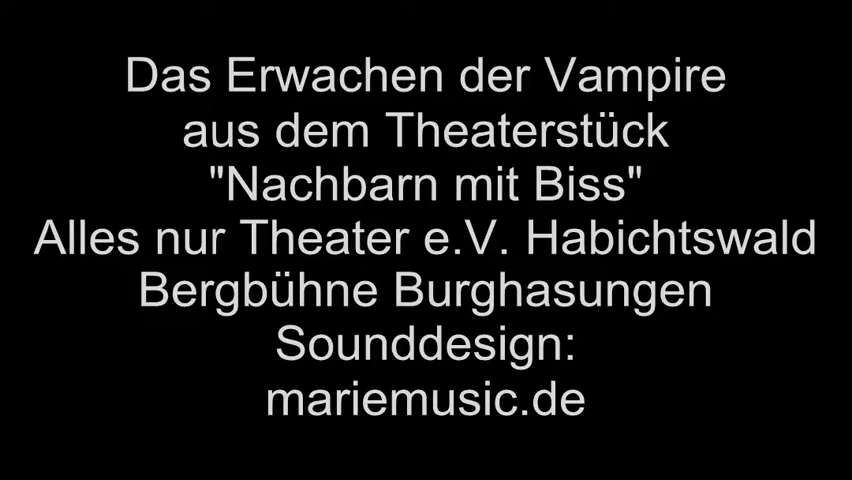 Das Erwachen der Vampire
aus dem Theaterstück
"Nachbarn mit Biss"
Alles nur Theater e.V. Habichtswald
Bergbühne Burghasungen
Sounddesign:
mariemusic.de